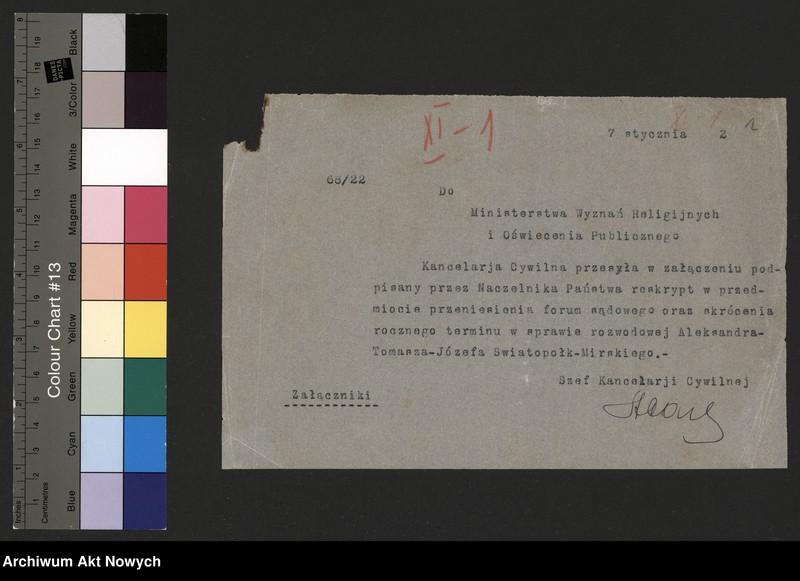 XI-1
7 stycznia 2 1
68/22
Do
Ministerstwa Wyznań Religijnych
i Oświecenia Publicznego
Kancelarja Cywilna przesyła w załączeniu pod-
pisany przez Naczelnika Państwa reskrypt w przed-
miocie przeniesienia forum sądowego oraz skrócenia
rocznego terminu w sprawie rozwodowej Aleksandra-
Tomasza-Józefa Swiatopołk-Mirskiego.-
Szef Kancelarji Cywilnej
Załączniki
Colour Chart #13
Black
3/Color
White
Magenta
Red
Yellow
Green
Cyan
Blue
Centimetres
Inches
DANES
PICTA
Archiwum Akt Nowych